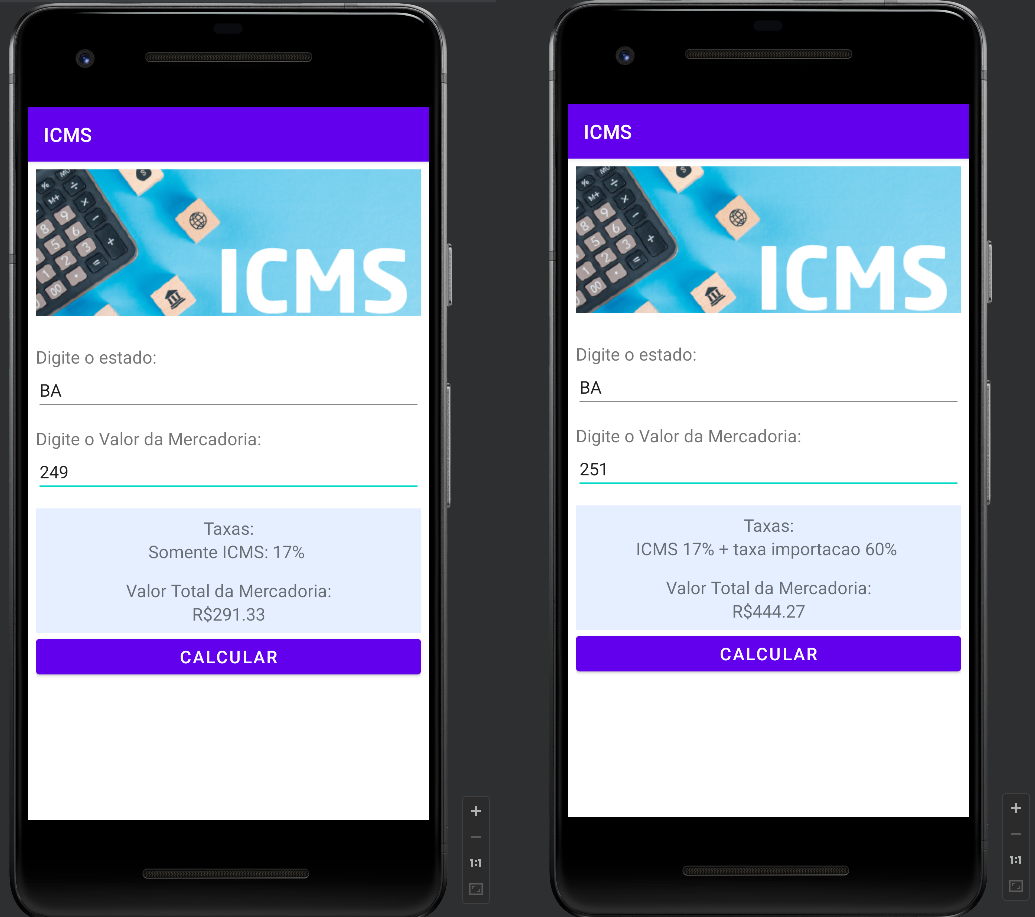 ICMS
ICMS
Digite o estado:
BA
Digite o Valor da Mercadoria:
249
Taxas:
Somente ICMS: 17%
Valor Total da Mercadoria:
R$291.33
CALCULAR
1:1
ICMS
ICMS
Digite o estado:
BA
Digite o Valor da Mercadoria:
251
Taxas:
ICMS 17% + taxa importacao 60%
Valor Total da Mercadoria:
R$444.27
CALCULAR
1:1